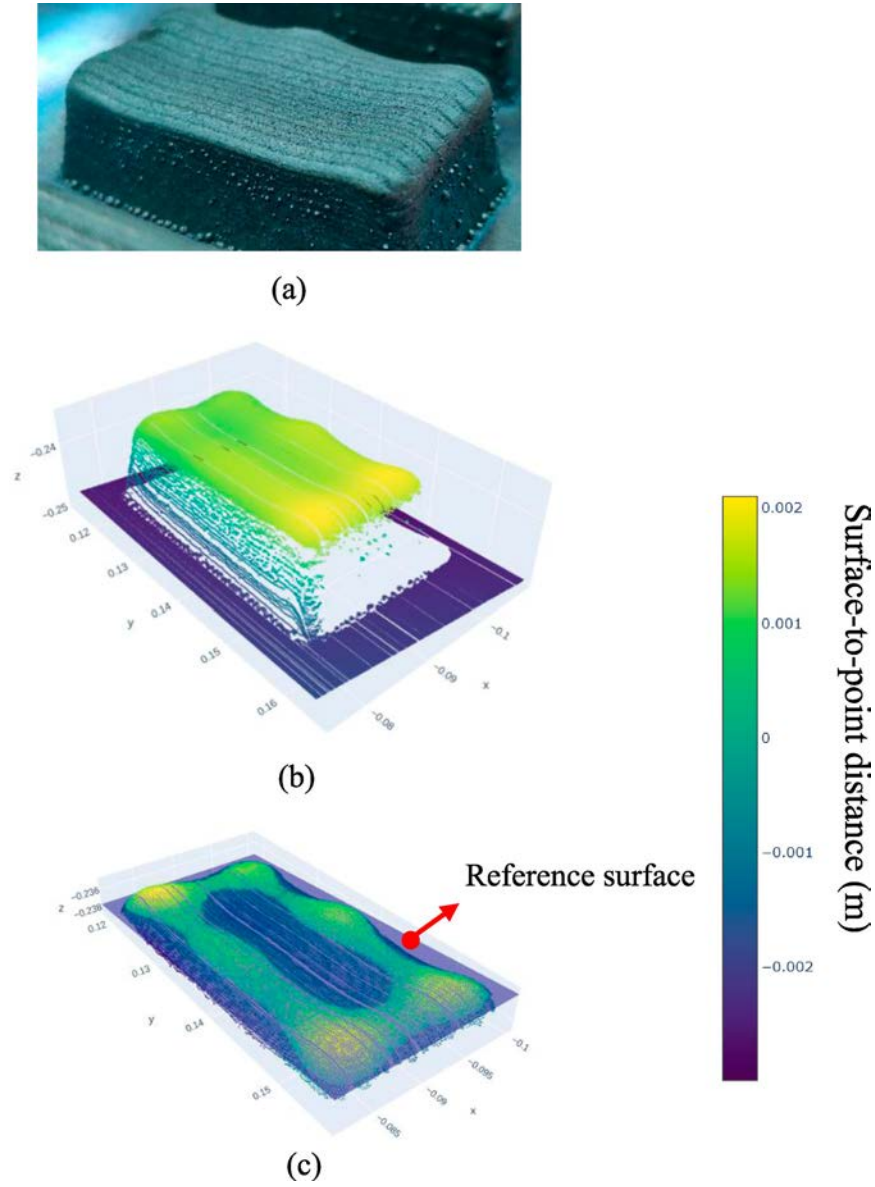 (a)
−0.24
z
−0.25
0.12
0.13
y
0.14
0.15
0.16
−0.1
−0.09
x
−0.08
(b)
0.002
0.001
0
−0.001
−0.002
Surface-to-point distance (m)
Reference surface
−0.236
z −0.238
0.12
0.13
y
0.14
0.15
−0.1
−0.095
x
−0.09
−0.085
(c)